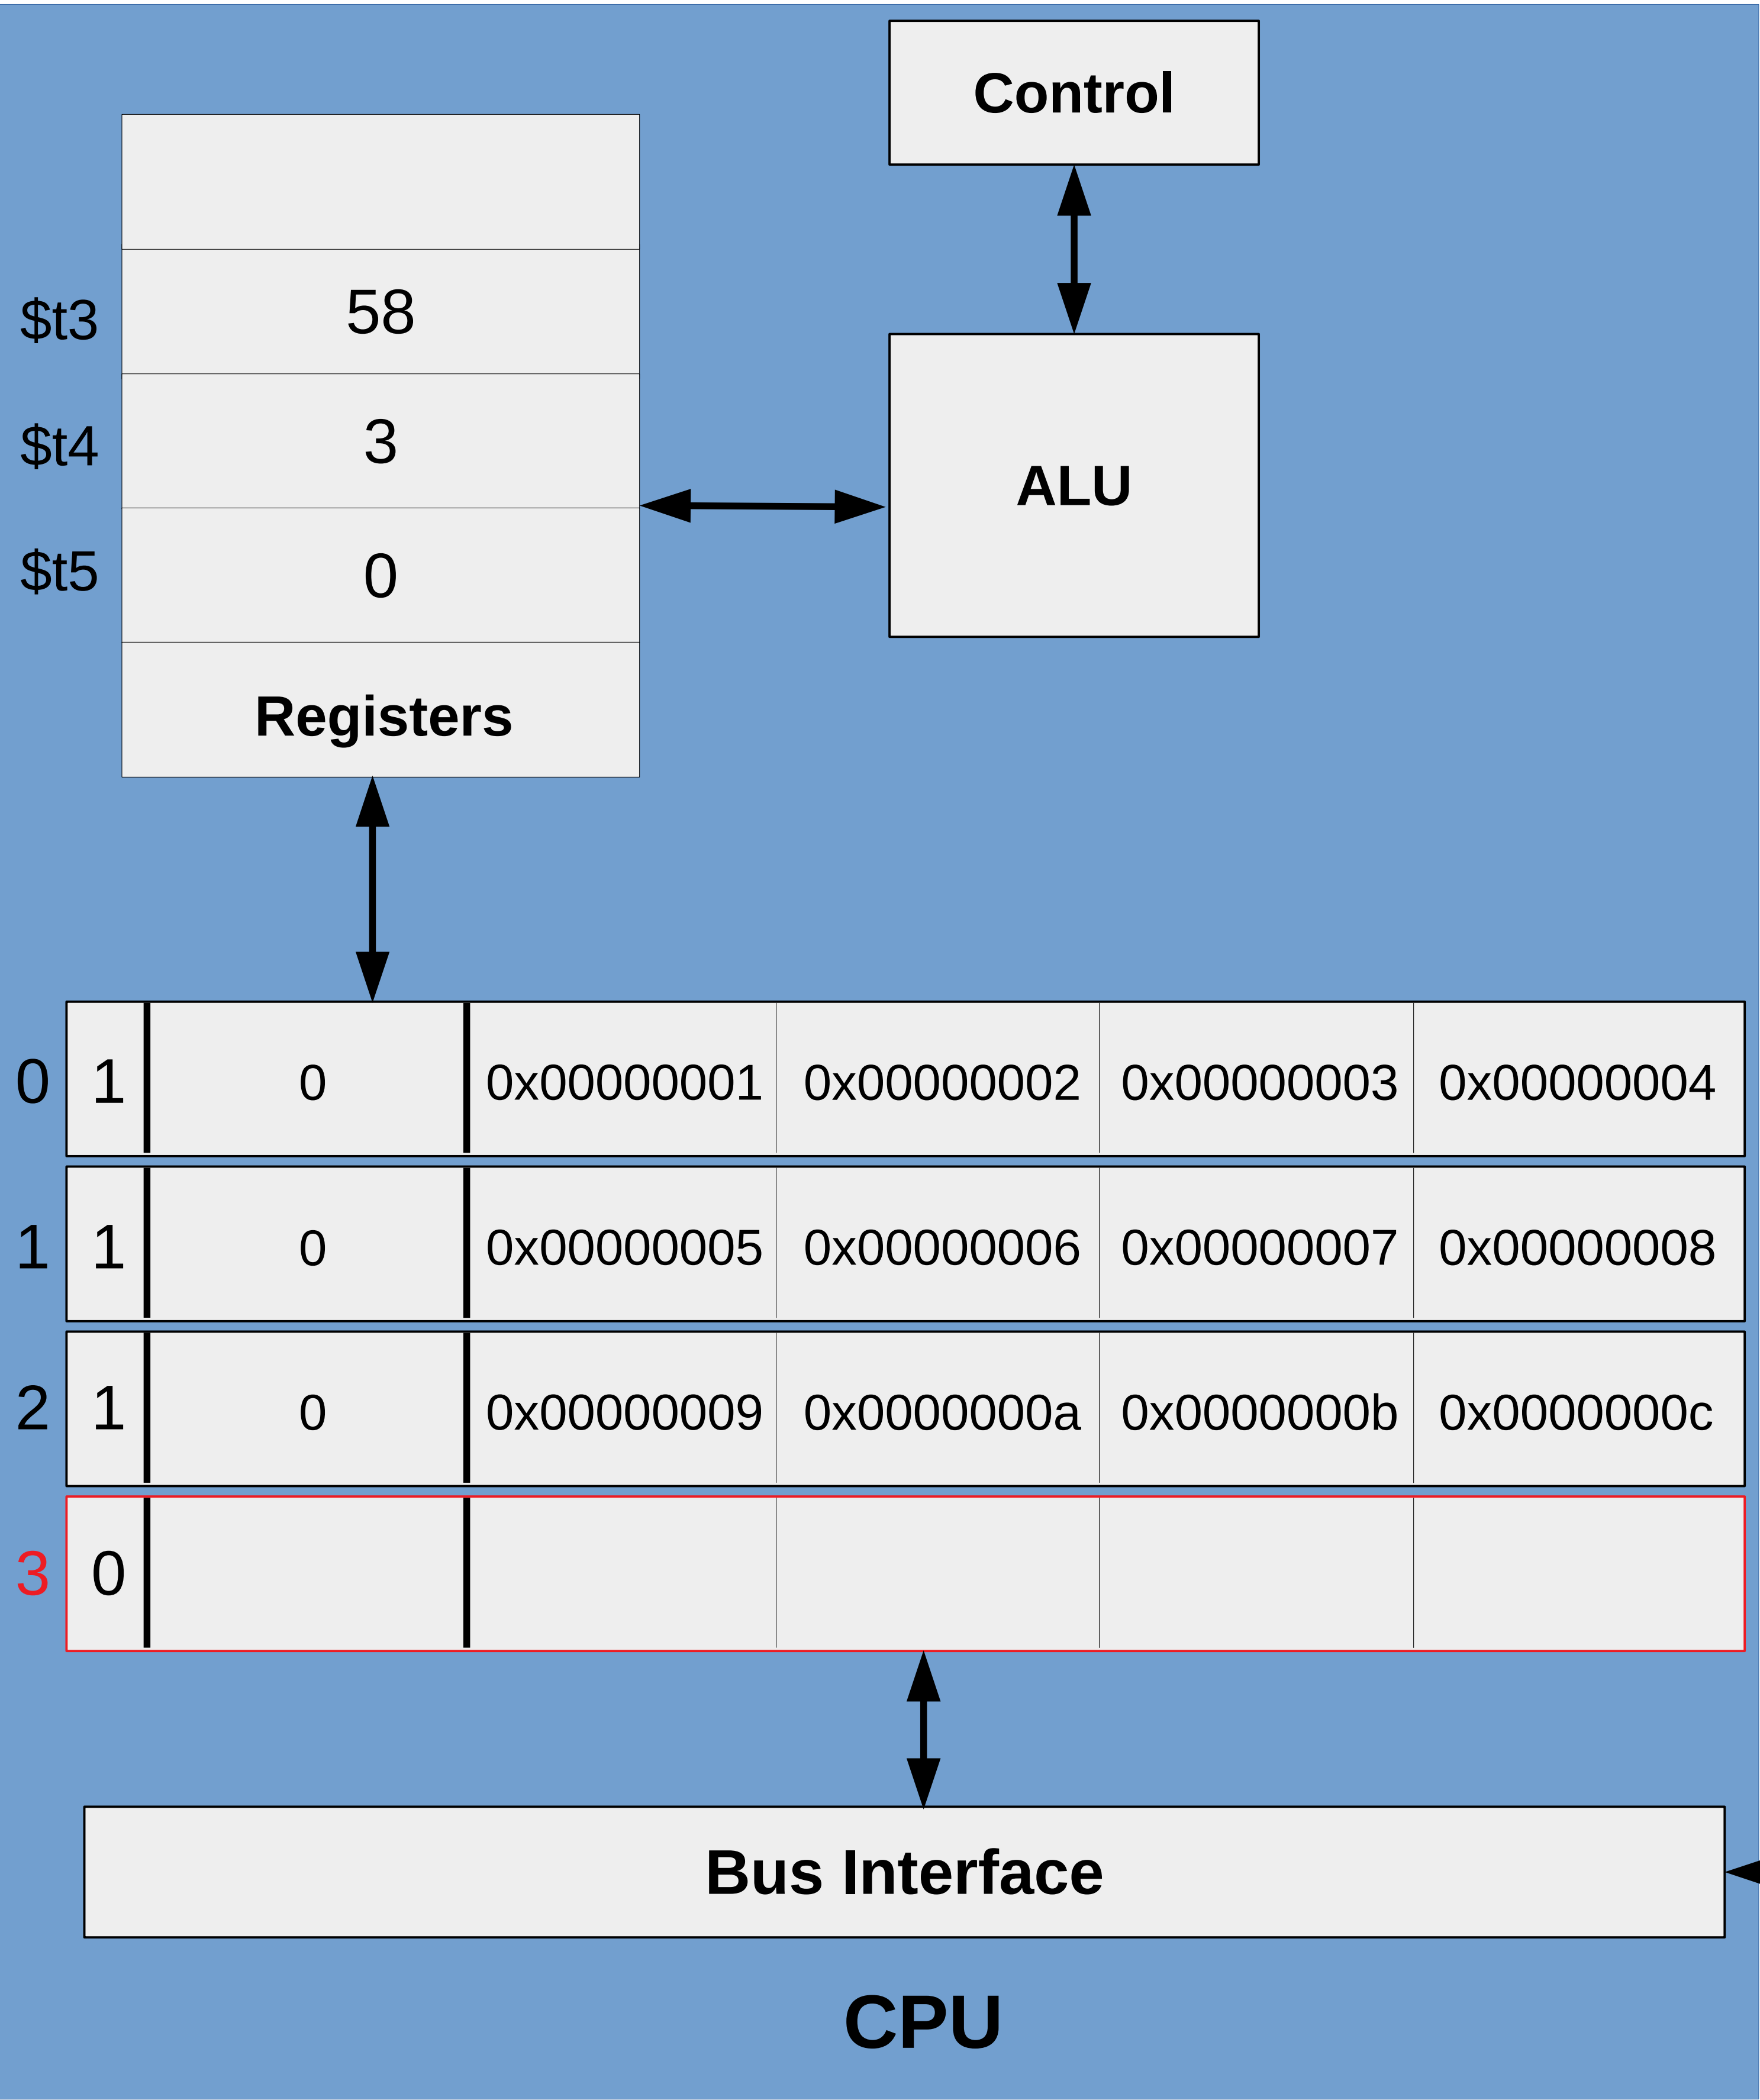 Control
$t3 58
$t4 3
ALU
$t5 0
Registers
0 1 0 0x00000001 0x00000002 0x00000003 0x00000004
1 1 0 0x00000005 0x00000006 0x00000007 0x00000008
2 1 0 0x00000009 0x0000000a 0x0000000b 0x0000000c
3 0
Bus Interface
CPU